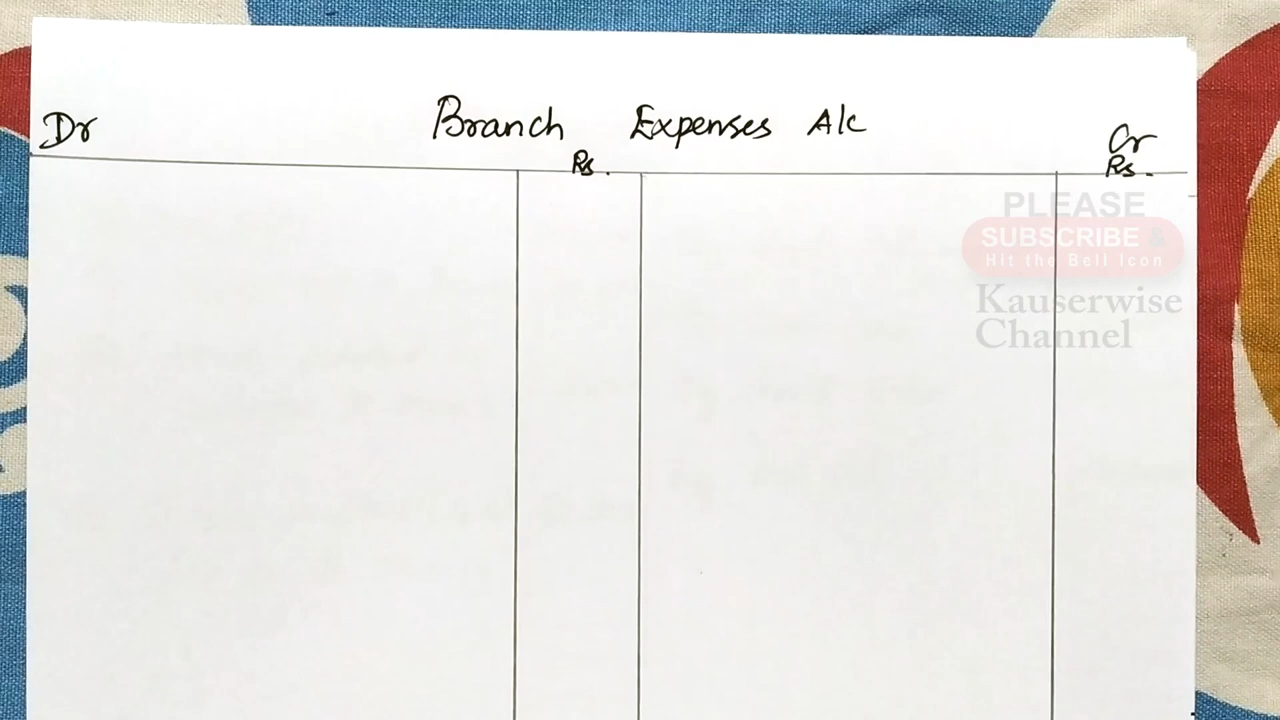 Dr Branch Expenses A/c Cr
Rs. Rs.
PLEASE
SUBSCRIBE &
Hit the Bell Icon
Kauserwise
Channel